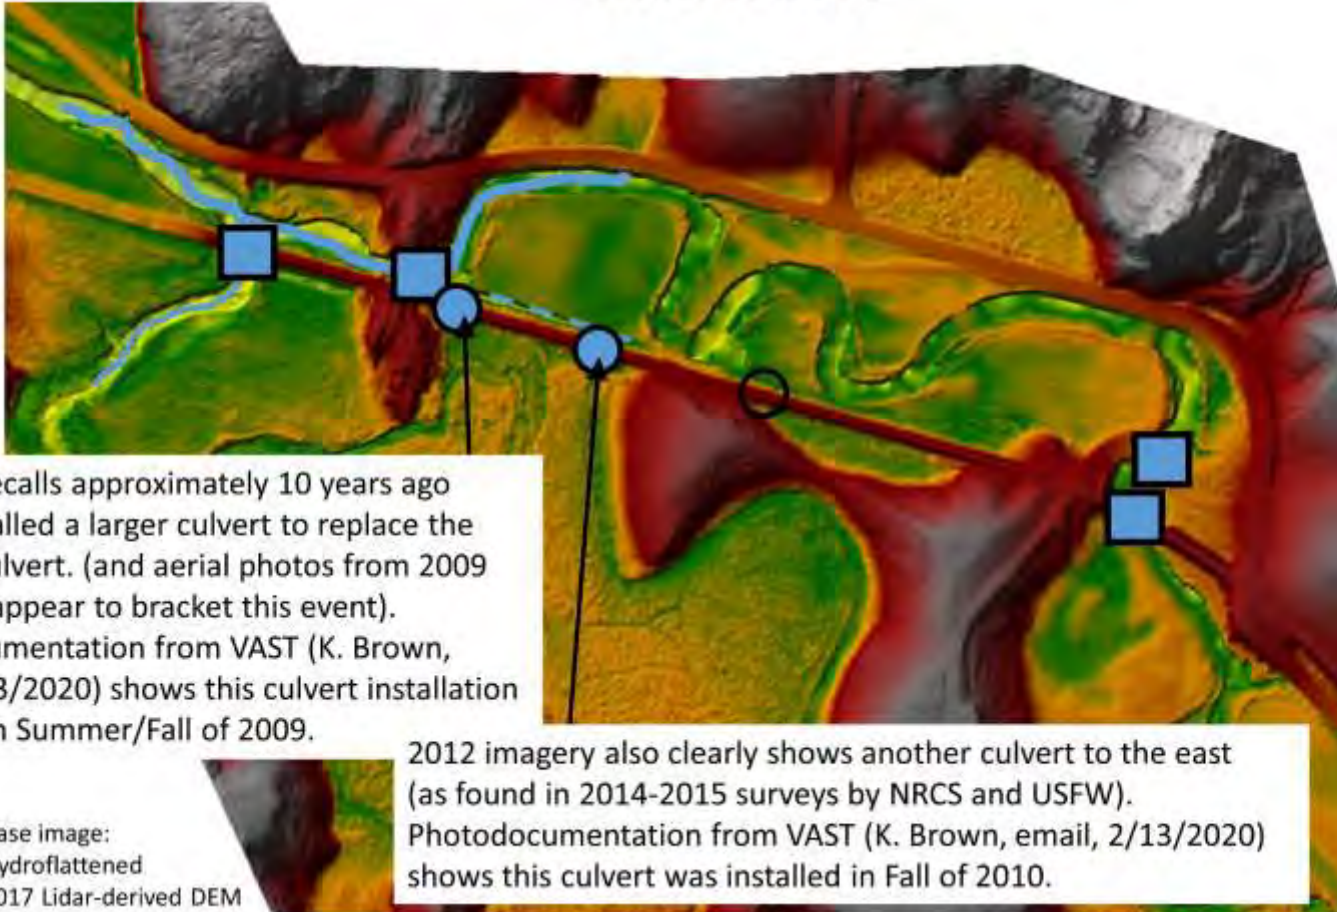 ecalls approximately 10 years ago
alled a larger culvert to replace the
lvert. (and aerial photos from 2009
appear to bracket this event).
umentation from VAST (K. Brown,
3/2020) shows this culvert installation
n Summer/Fall of 2009.
2012 imagery also clearly shows another culvert to the east
(as found in 2014-2015 surveys by NRCS and USFW).
Photodocumentation from VAST (K. Brown, email, 2/13/2020)
shows this culvert was installed in Fall of 2010.
ase image:
ydroflattened
017 Lidar-derived DEM